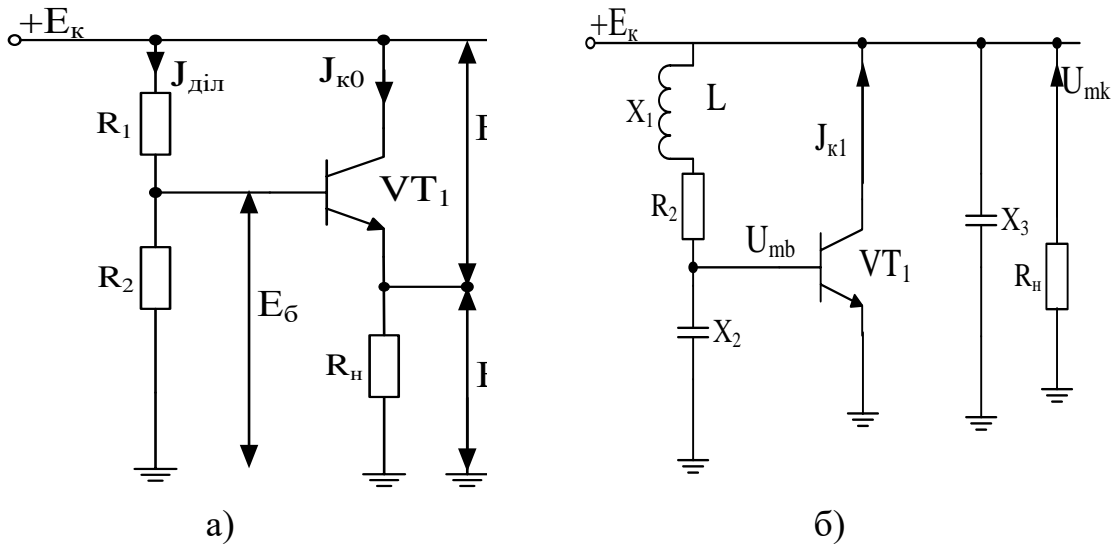 +Eк
Jділ
Jк0
R1
VT1
R2
Eб
Rн
а)
+Eк
Umk
X1
L
Jк1
R2
Umb
VT1
X3
Rн
X2
б)